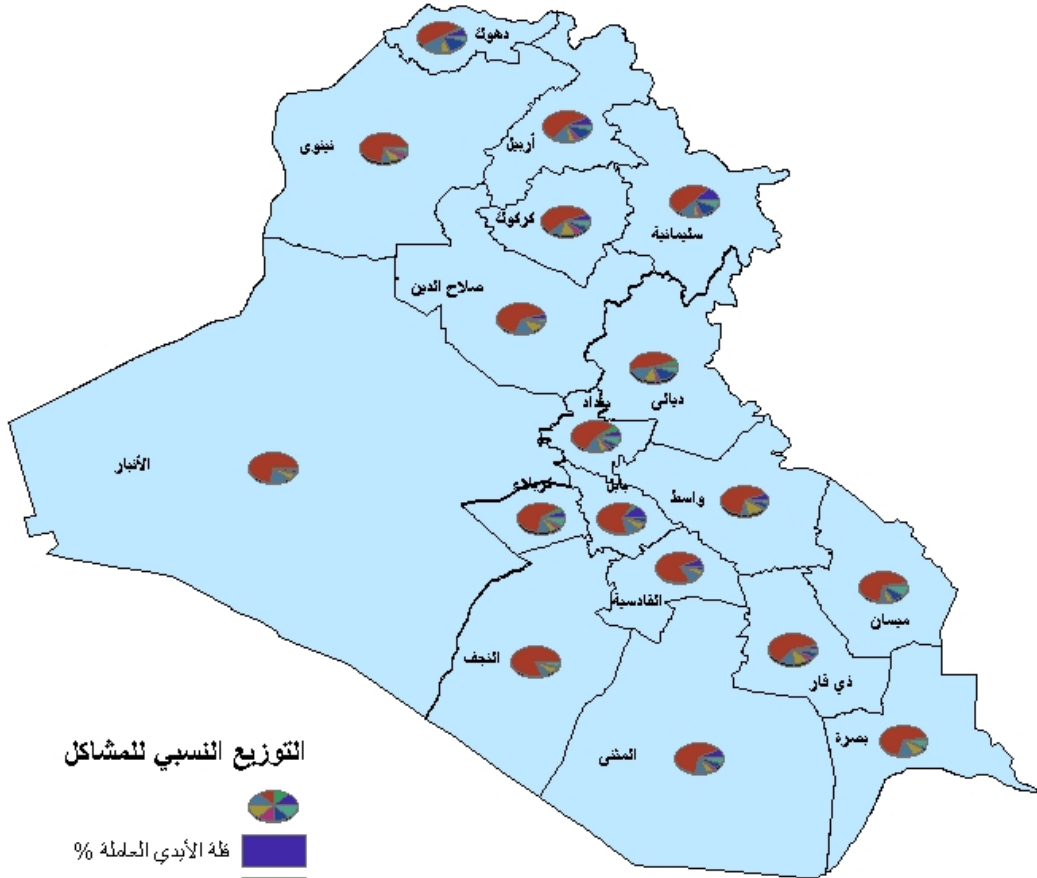 دهوك
نينوى
أربيل
كركوك
سليمانية
صلاح الدين
ديالى
بغداد
الأنبار
كربلاء
بابل
واسط
القادسية
ميسان
النجف
ذي قار
المثنى
بصرة
التوزيع النسبي للمشاكل
قلة الأيدي العاملة %